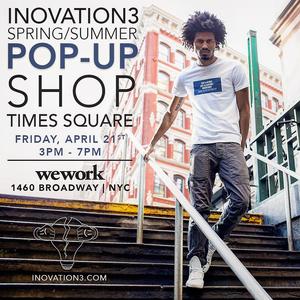 INOVATION3
SPRING/SUMMER
POP-UP
SHOP
TIMES SQUARE
FRIDAY, APRIL 21ST
3PM - 7PM
wework
1460 BROADWAY | NYC
INOVATION3.COM